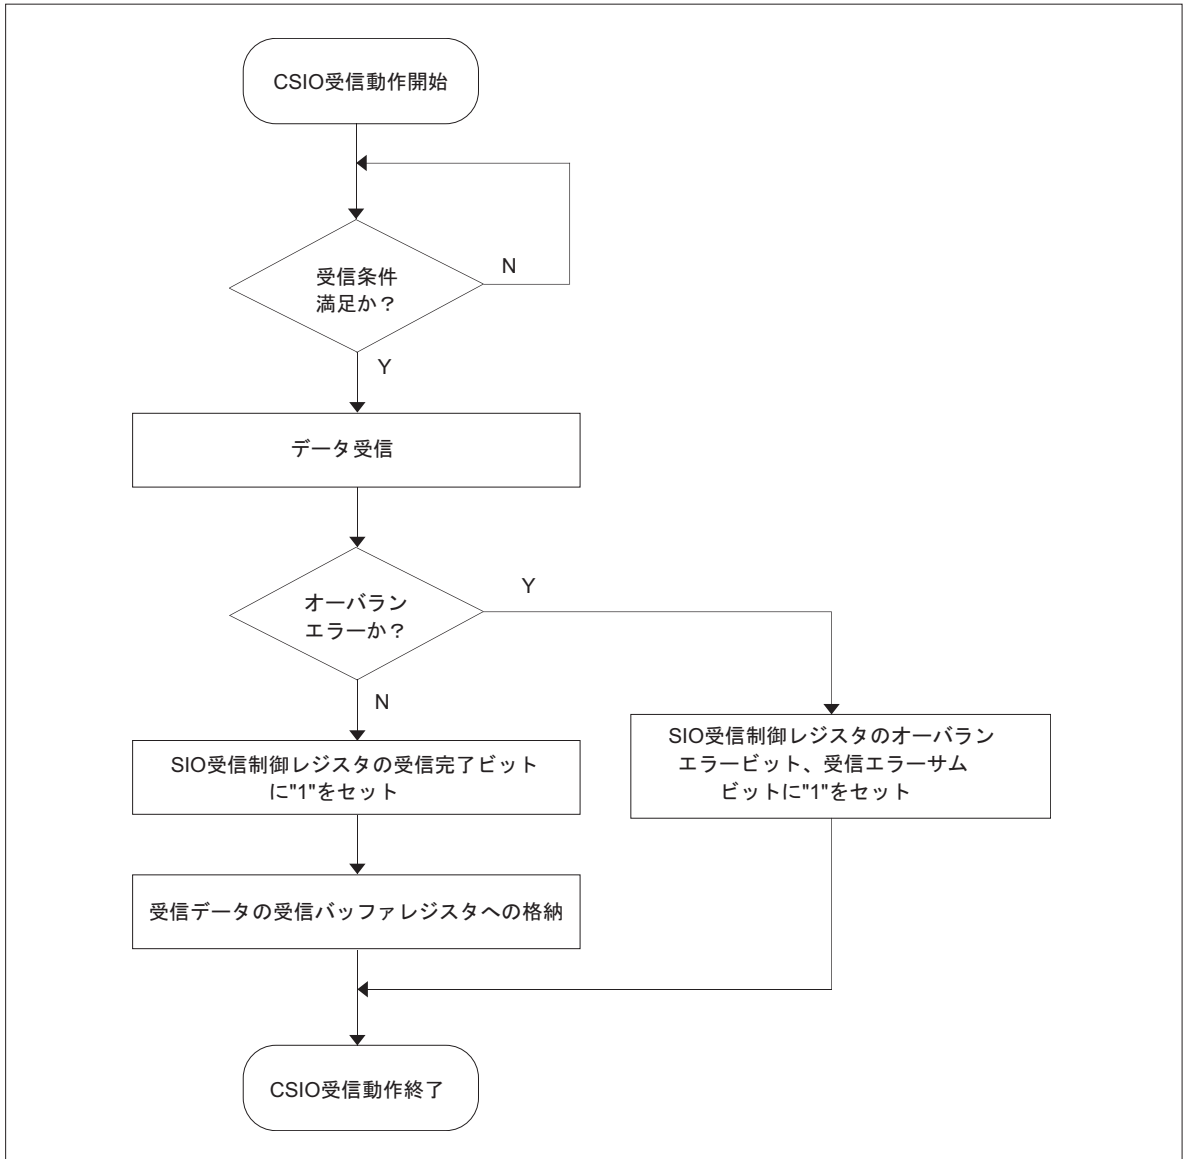 CSIO受信動作開始
受信条件
満足か？
N
Y
データ受信
オーバラン
エラーか？
Y
N
SIO受信制御レジスタの受信完了ビット
に"1"をセット
SIO受信制御レジスタのオーバラン
エラービット、受信エラーサム
ビットに"1"をセット
受信データの受信バッファレジスタへの格納
CSIO受信動作終了